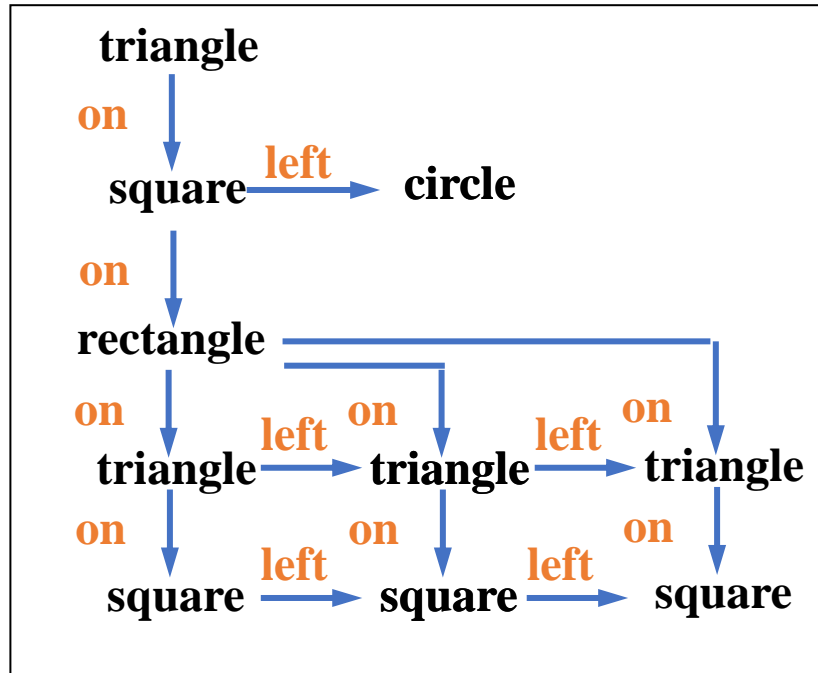 triangle
on
left
square circle
on
rectangle
on on on
left left
triangle triangle triangle
on on on
left left
square square square